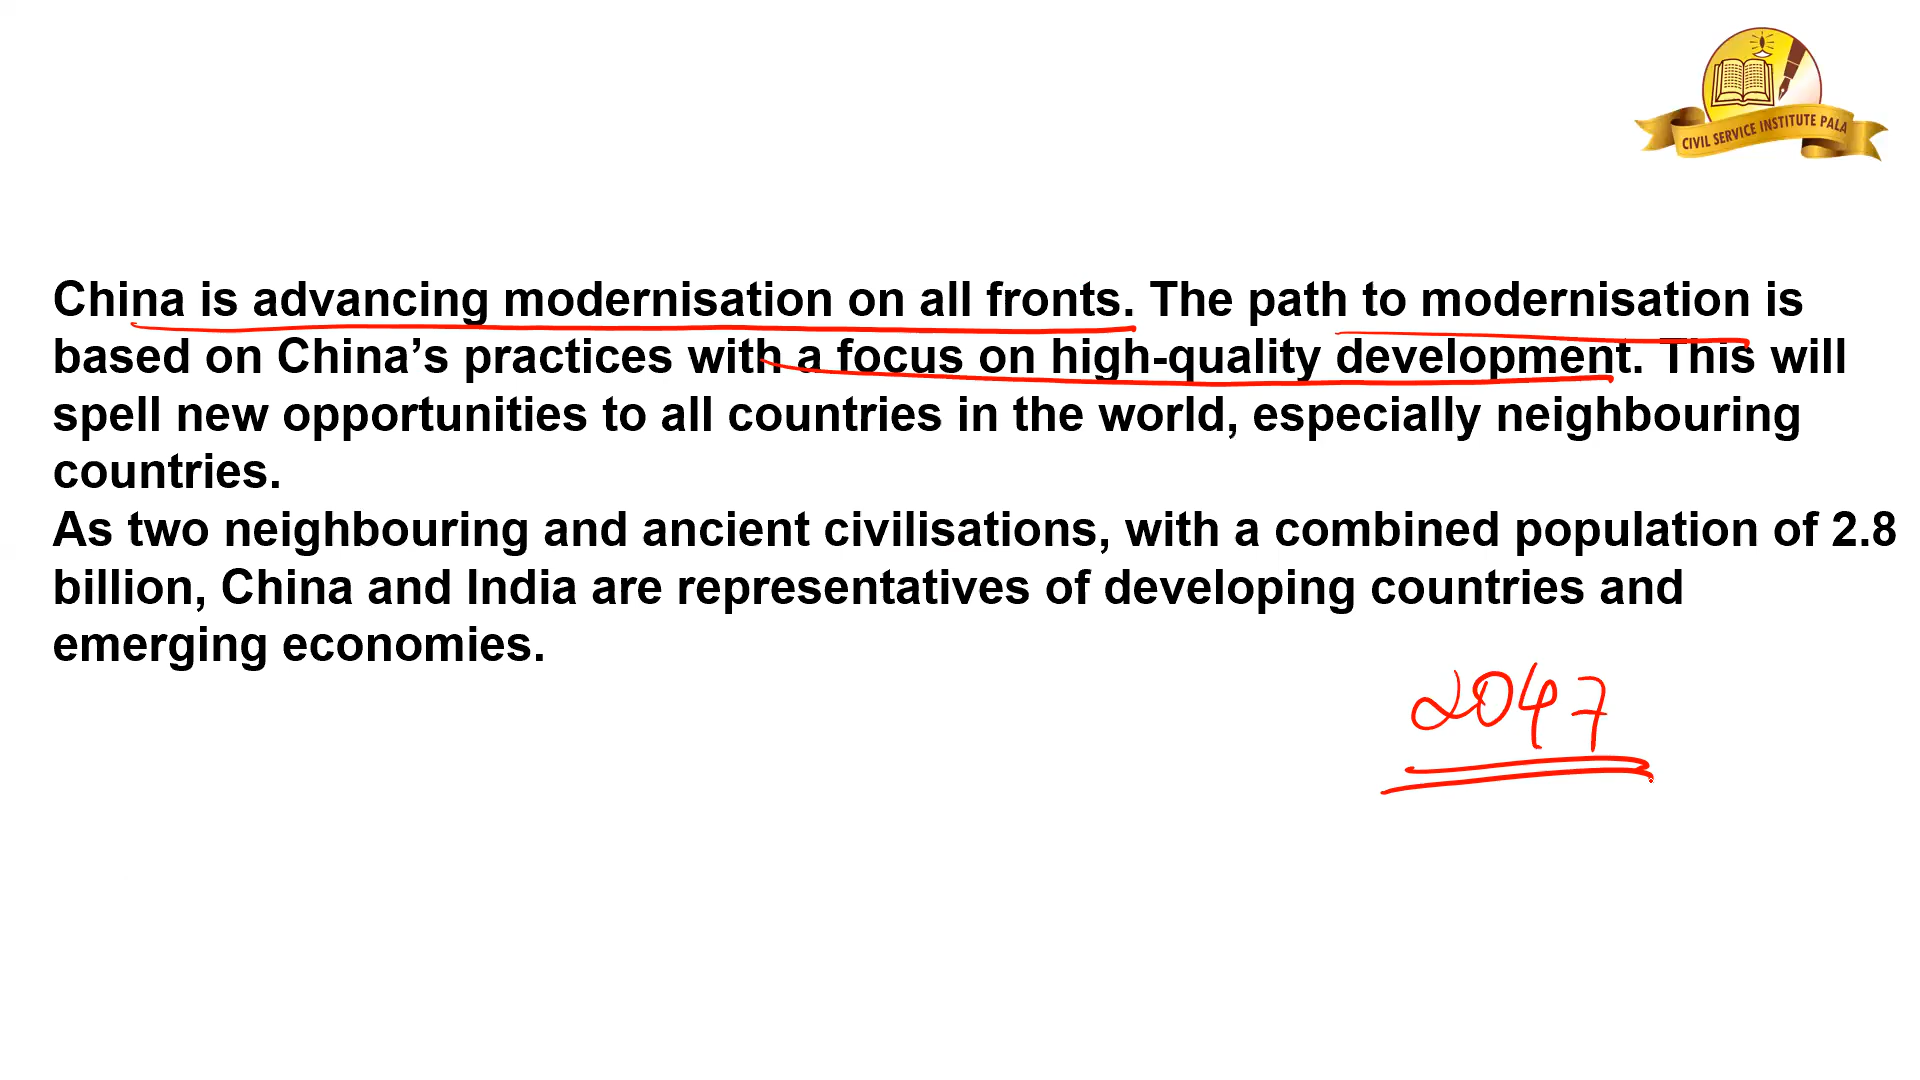 CIVIL SERVICE INSTITUTE PALA
China is advancing modernisation on all fronts. The path to modernisation is
based on China’s practices with a focus on high-quality development. This will
spell new opportunities to all countries in the world, especially neighbouring
countries.
As two neighbouring and ancient civilisations, with a combined population of 2.8
billion, China and India are representatives of developing countries and
emerging economies.
2047